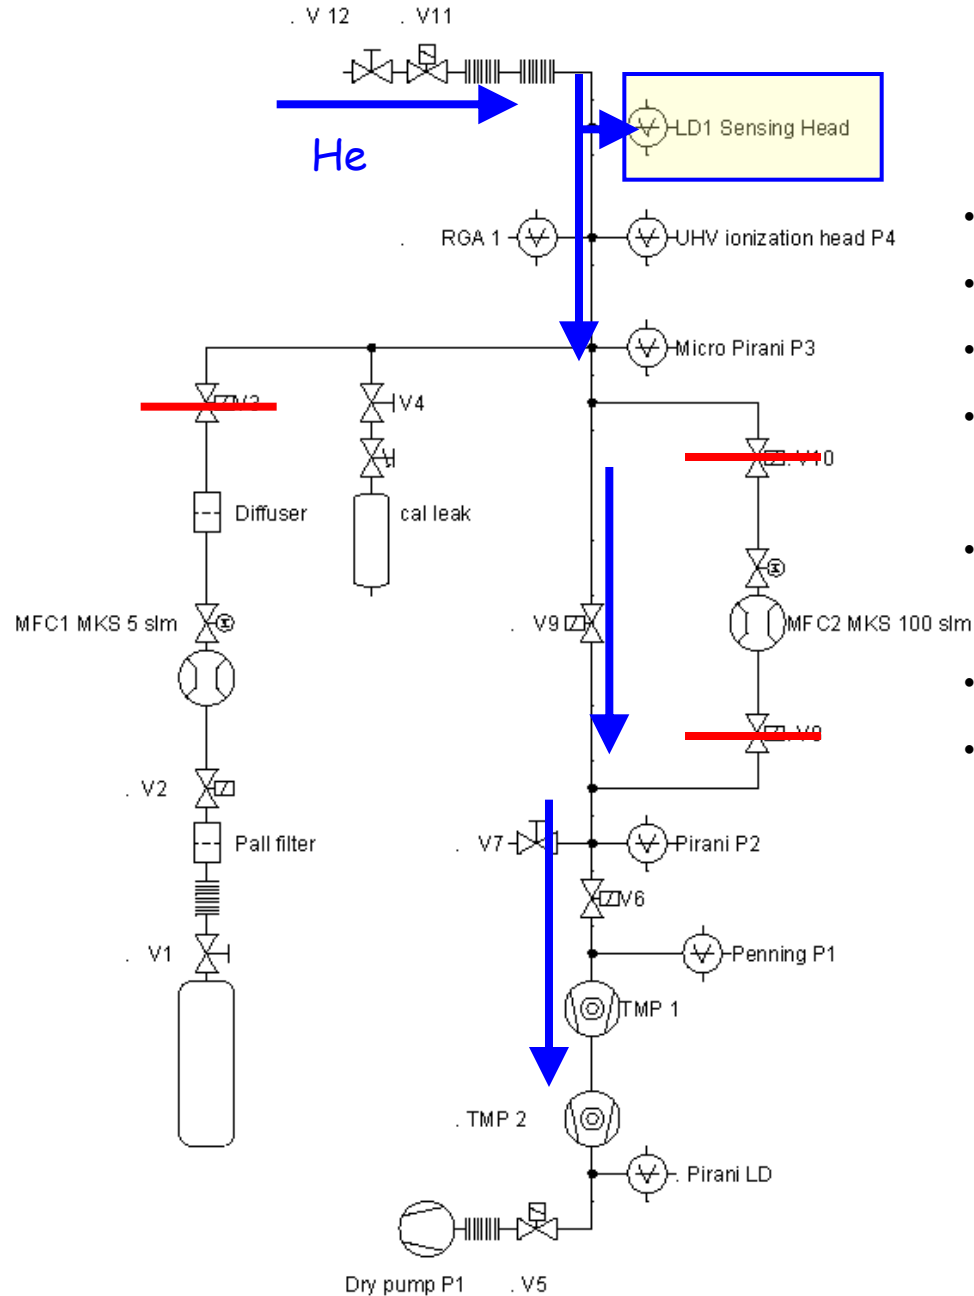 . V 12
. V11
He
LD1 Sensing Head
. RGA 1
UHV ionization head P4
Micro Pirani P3
V3
V4
. V10
Diffuser
cal leak
MFC1 MKS 5 slm
. V9
MFC2 MKS 100 slm
. V2
Pall filter
. V7
Pirani P2
V6
. V1
Penning P1
TMP 1
. TMP 2
. Pirani LD
Dry pump P1
. V5